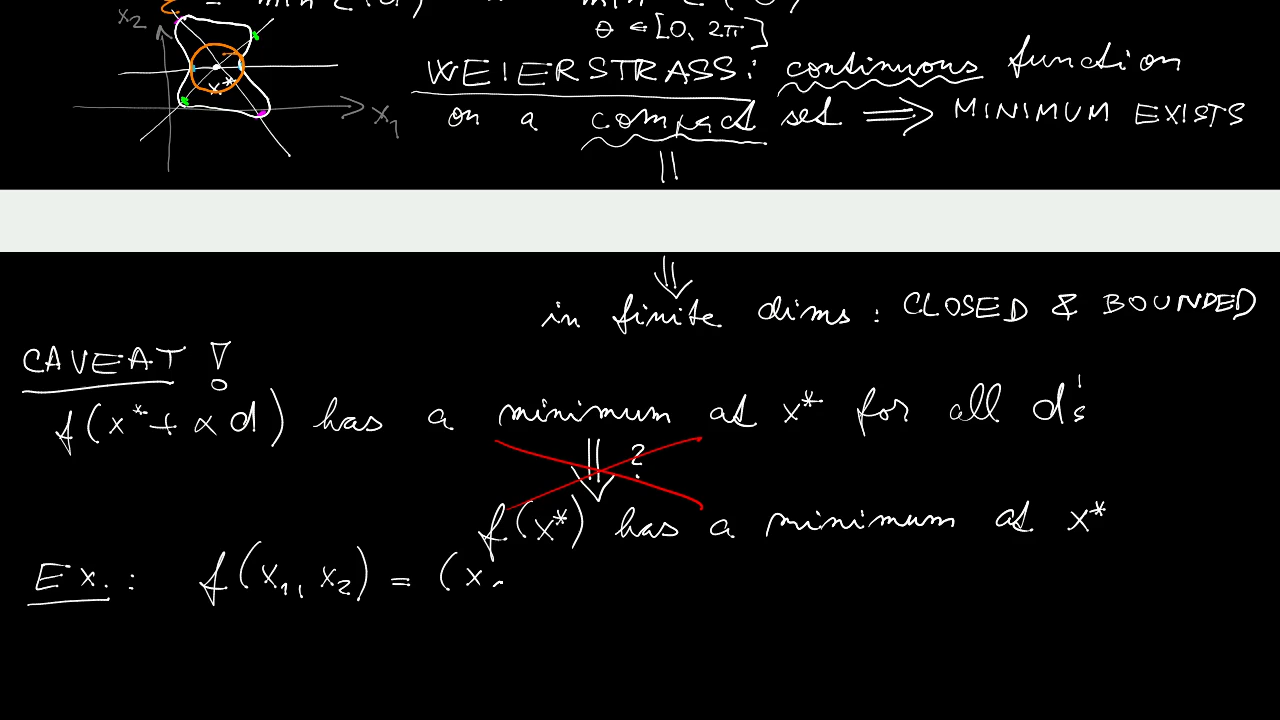 x₂
θ ∈ [0, 2π]
WEIERSTRASS: continuous function
x*
x₁
on a compact set ⟹ MINIMUM EXISTS
in finite dims: CLOSED & BOUNDED
CAVEAT !
f(x* + α d) has a minimum at x* for all d's
?
f(x*) has a minimum at x*
Ex.: f(x₁, x₂) = (x